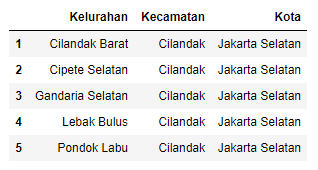 Kelurahan Kecamatan Kota
1 Cilandak Barat Cilandak Jakarta Selatan
2 Cipete Selatan Cilandak Jakarta Selatan
3 Gandaria Selatan Cilandak Jakarta Selatan
4 Lebak Bulus Cilandak Jakarta Selatan
5 Pondok Labu Cilandak Jakarta Selatan